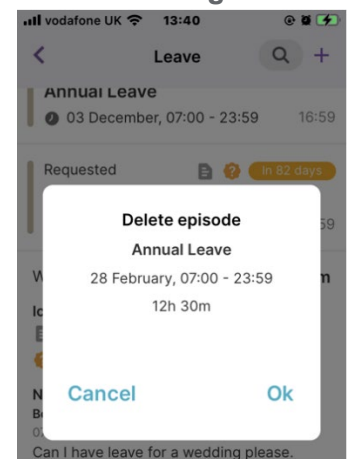 vodafone UK 13:40
Leave
Annual Leave
03 December, 07:00 - 23:59 16:59
Requested In 82 days
59
Delete episode
Annual Leave
28 February, 07:00 - 23:59
12h 30m
Cancel Ok
Can I have leave for a wedding please.